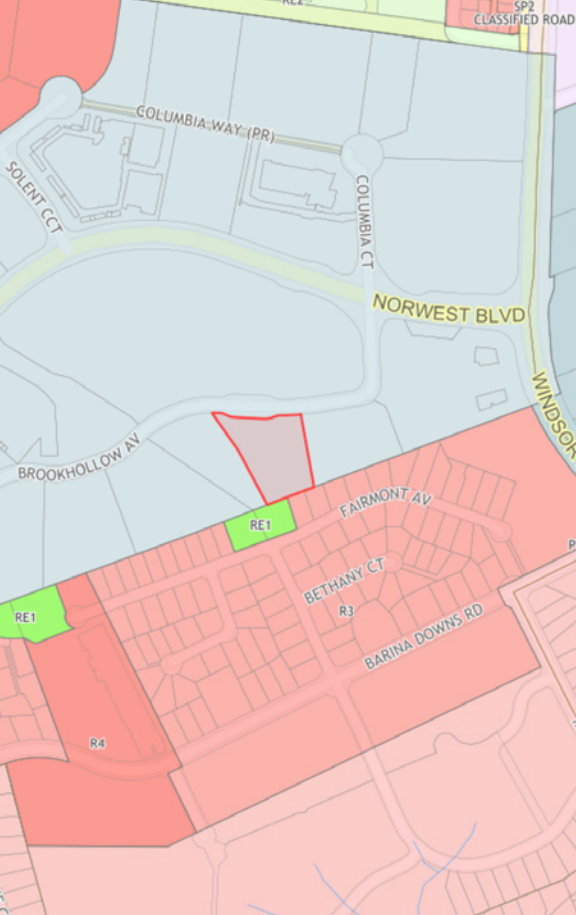 RE2
SP2
CLASSIFIED ROAD
COLUMBIA WAY (PR)
SOLENT CCT
COLUMBIA CT
NORWEST BLVD
WINDSOR
BROOKHOLLOW AV
FAIRMONT AV
RE1
BETHANY CT
R3
RE1
BARINA DOWNS RD
R4